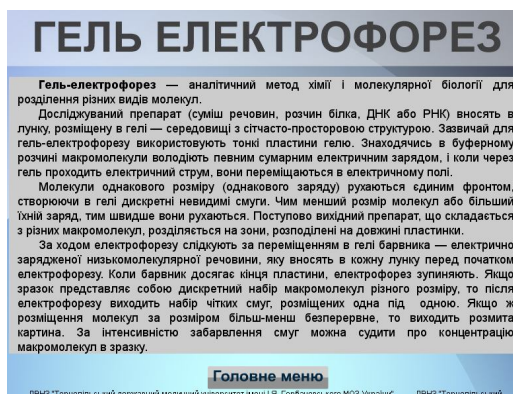 ГЕЛЬ ЕЛЕКТРОФОРЕЗ
Гель-електрофорез — аналітичний метод хімії і молекулярної біології для
розділення різних видів молекул.
Досліджуваний препарат (суміш речовин, розчин білка, ДНК або РНК) вносять в
лунку, розміщену в гелі — середовищі з сітчасто-просторовою структурою. Зазвичай для
гель-електрофорезу використовують тонкі пластини гелю. Знаходячись в буферному
розчині макромолекули володіють певним сумарним електричним зарядом, і коли через
гель проходить електричний струм, вони переміщаються в електричному полі.
Молекули однакового розміру (однакового заряду) рухаються єдиним фронтом,
створюючи в гелі дискретні невидимі смуги. Чим менший розмір молекул або більший
їхній заряд, тим швидше вони рухаються. Поступово вихідний препарат, що складається
з різних макромолекул, розділяється на зони, розподілені на довжині пластинки.
За ходом електрофорезу слідкують за переміщенням в гелі барвника — електрично
зарядженої низькомолекулярної речовини, яку вносять в кожну лунку перед початком
електрофорезу. Коли барвник досягає кінця пластини, електрофорез зупиняють. Якщо
зразок представляє собою дискретний набір макромолекул різного розміру, то після
електрофорезу виходить набір чітких смуг, розміщених одна під одною. Якщо ж
розміщення молекул за розміром більш-менш безперервне, то виходить розмита
картина. За інтенсивністю забарвлення смуг можна судити про концентрацію
макромолекул в зразку.
Головне меню